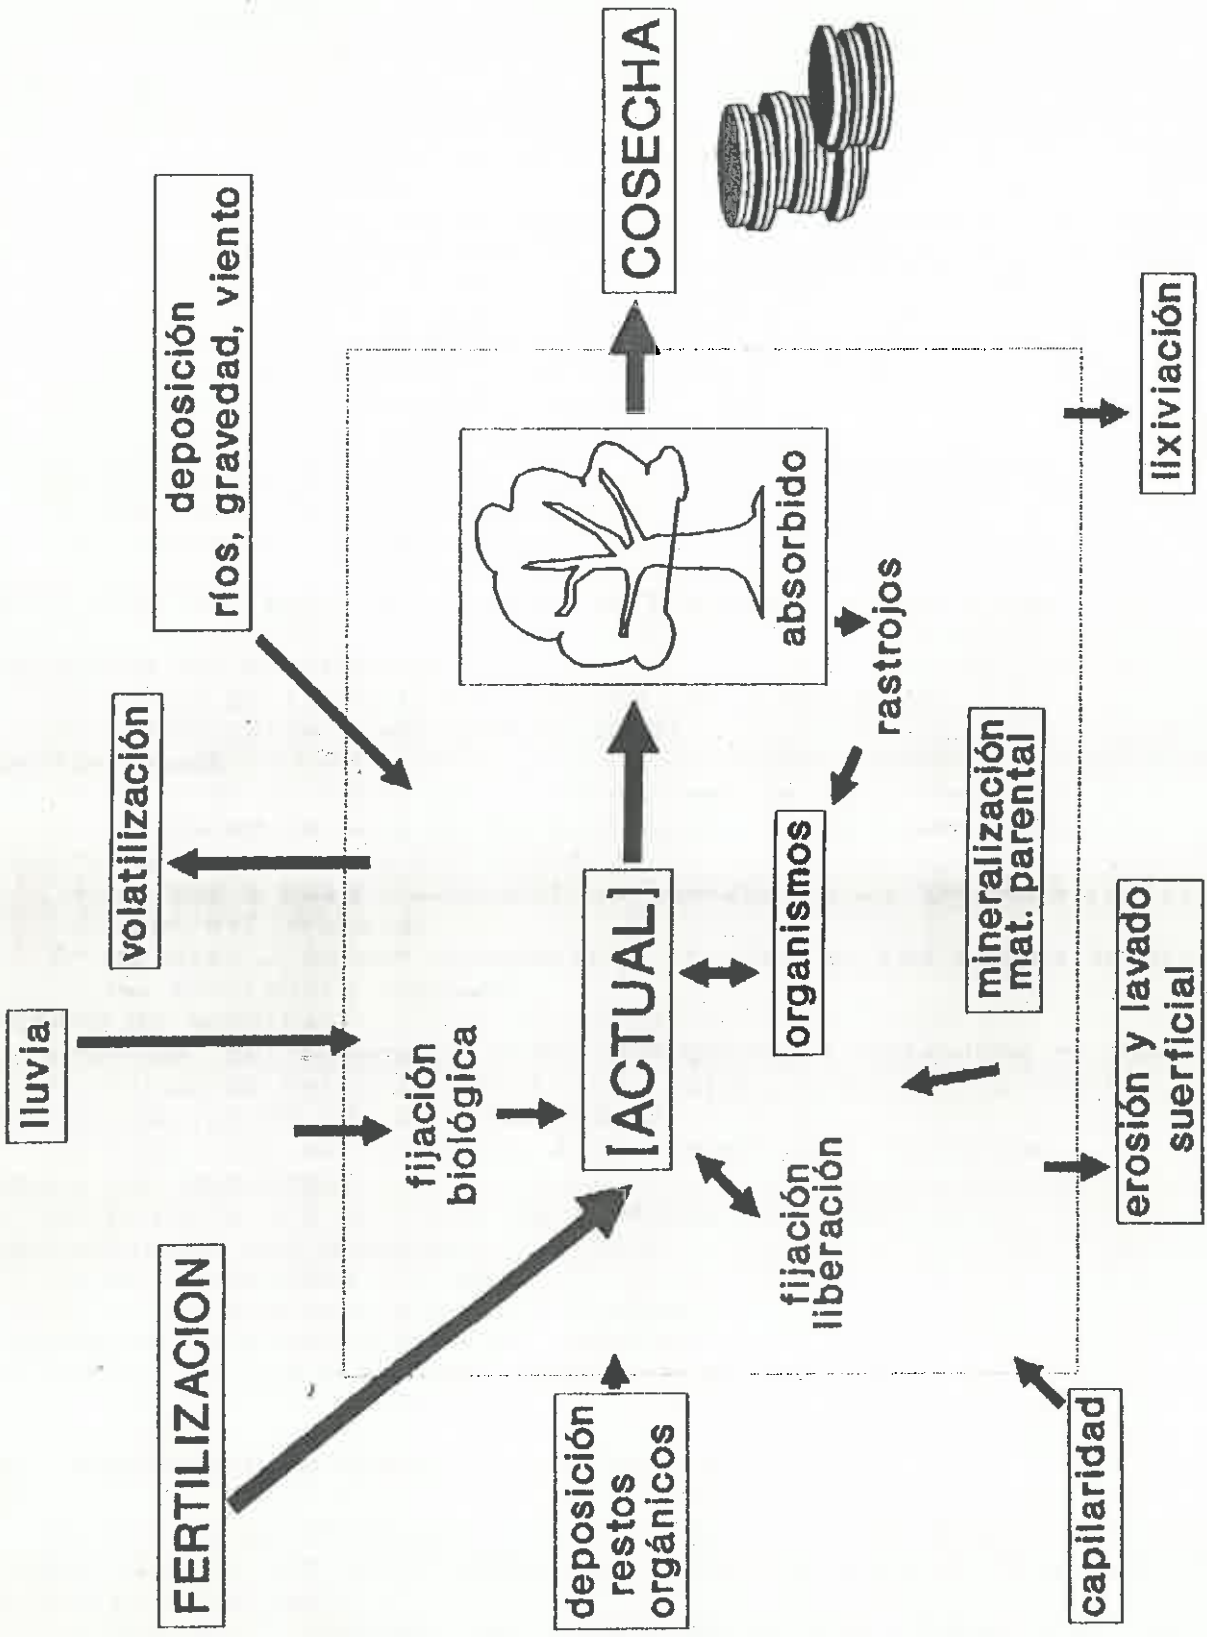 FERTILIZACION
lluvia
volatilización
deposición
ríos, gravedad, viento
fijación
biológica
deposición
restos
orgánicos
[ACTUAL]
absorbido
COSECHA
fijación
liberación
organismos
rastrojos
mineralización
mat. parental
capilaridad
erosión y lavado
suerficial
lixiviación